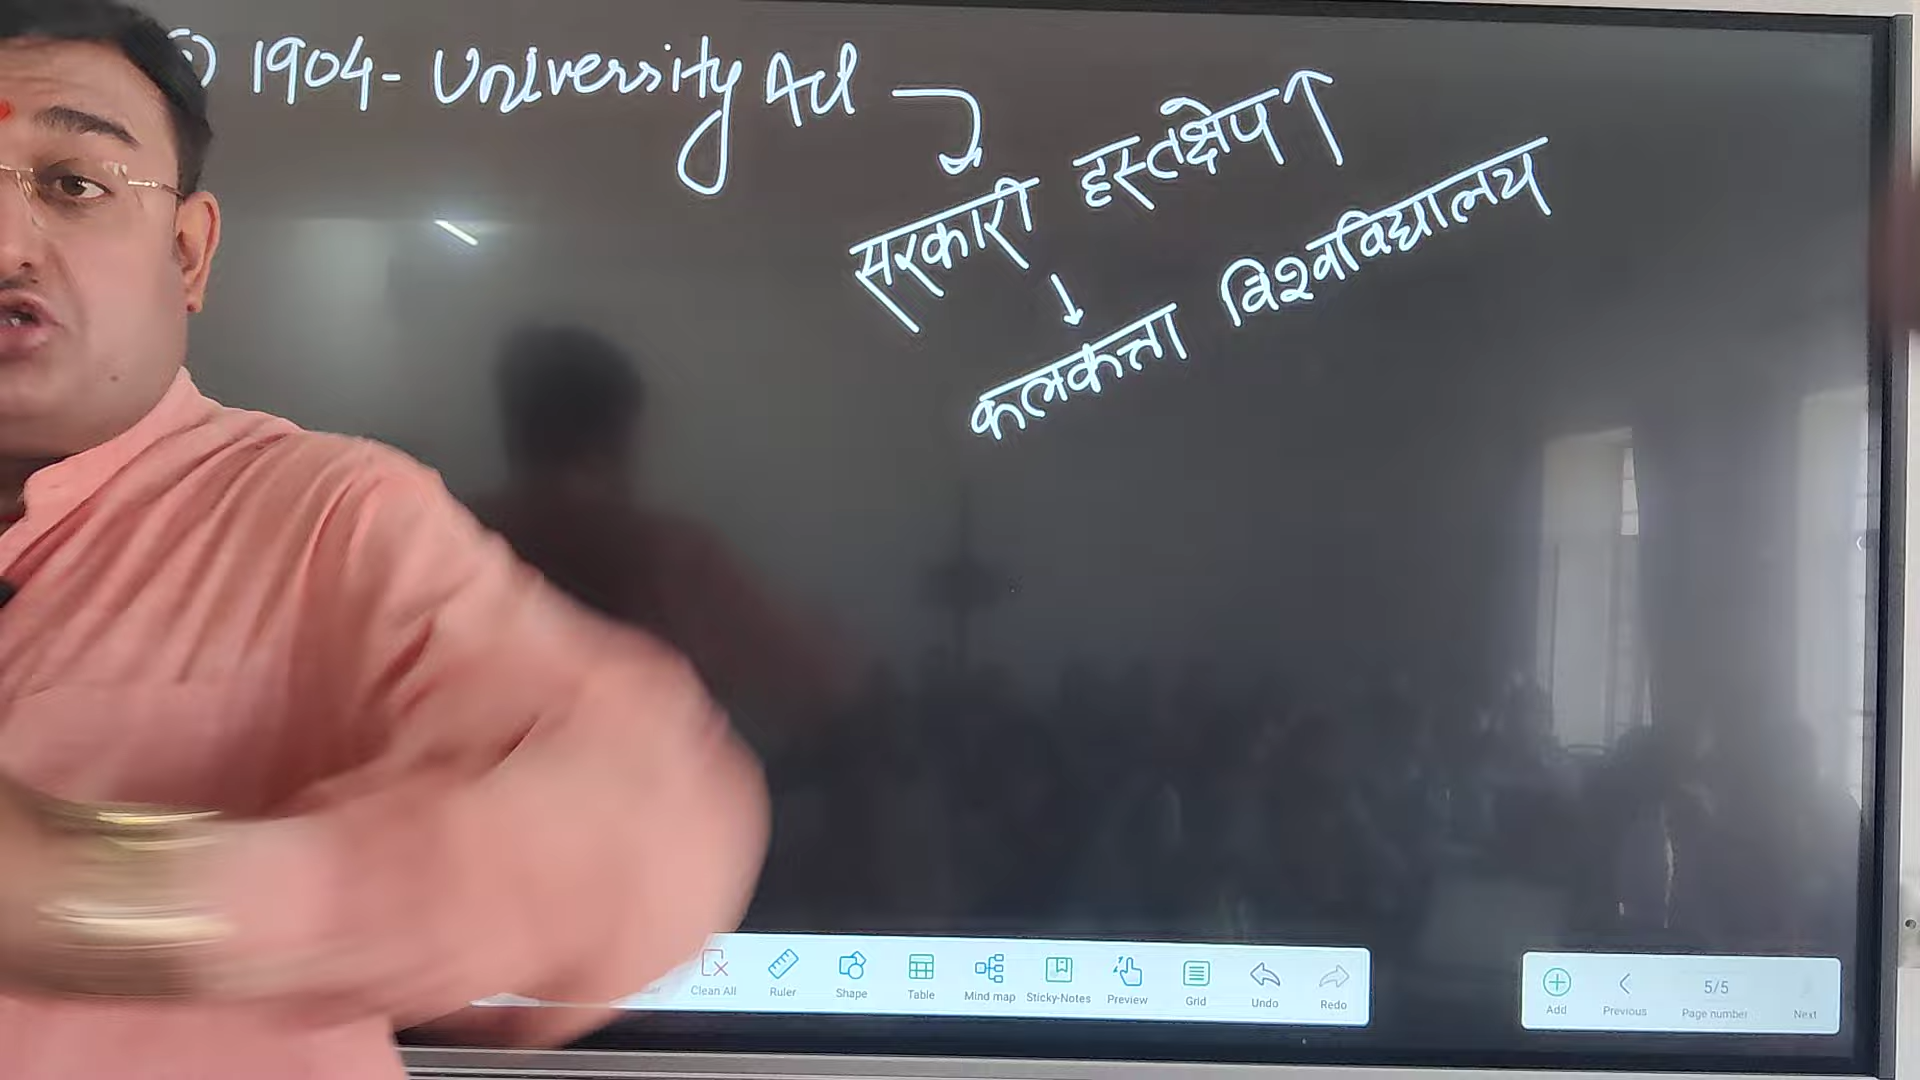 1904 - University Act
सरकारी हस्तक्षेप ↑
↓
कलकत्ता विश्वविद्यालय
Clean All Ruler Shape Table Mind map Sticky-Notes Preview Grid Undo Redo
5/5
Add Previous Page number Next